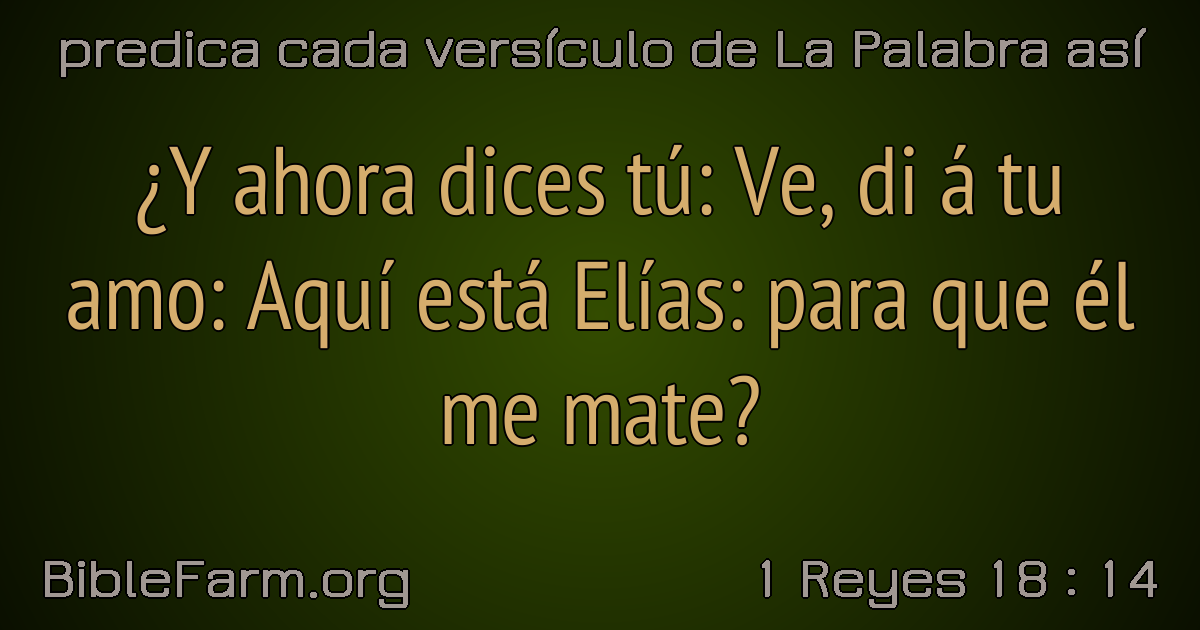 predica cada versículo de La Palabra así
¿Y ahora dices tú: Ve, di á tu
amo: Aquí está Elías: para que él
me mate?
BibleFarm.org
1 Reyes 18 : 14